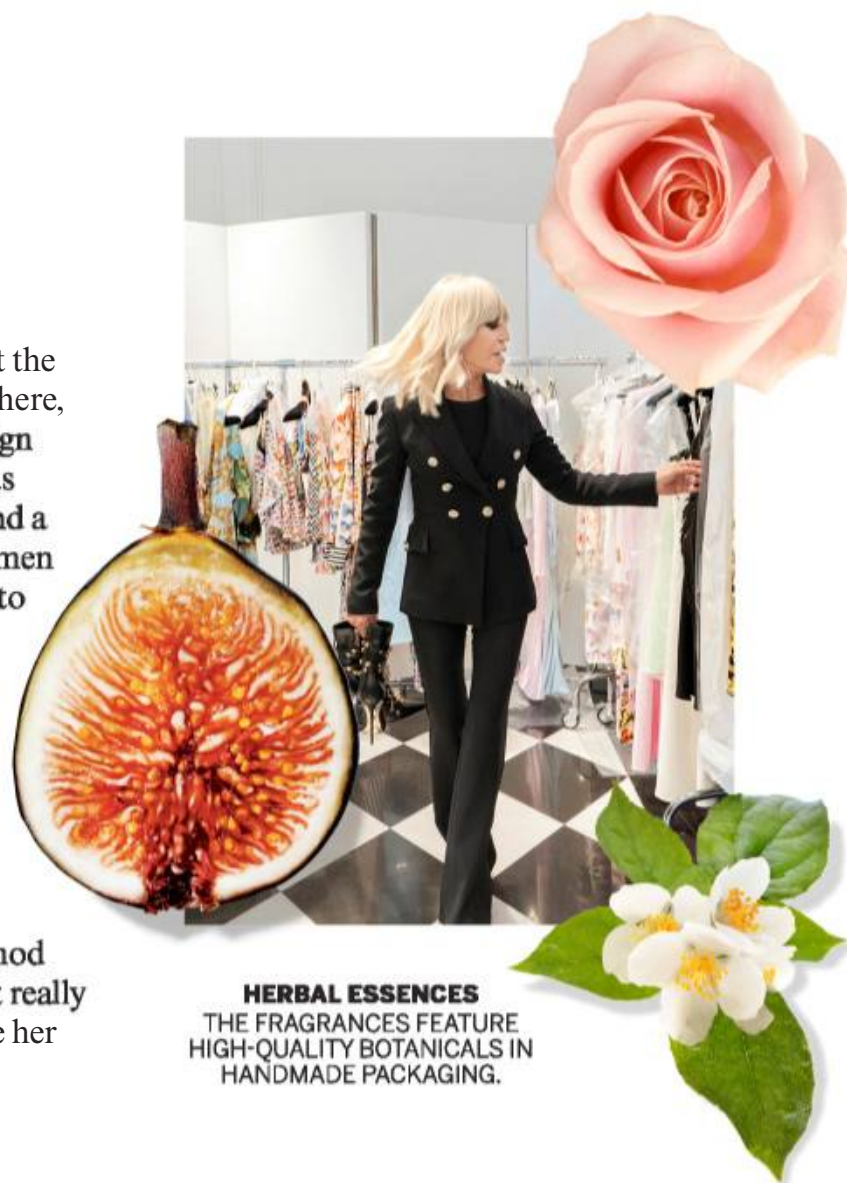 t the
here,
gn
s
nd a
men
to
nod
t really
e her
HERBAL ESSENCES
THE FRAGRANCES FEATURE
HIGH-QUALITY BOTANICALS IN
HANDMADE PACKAGING.